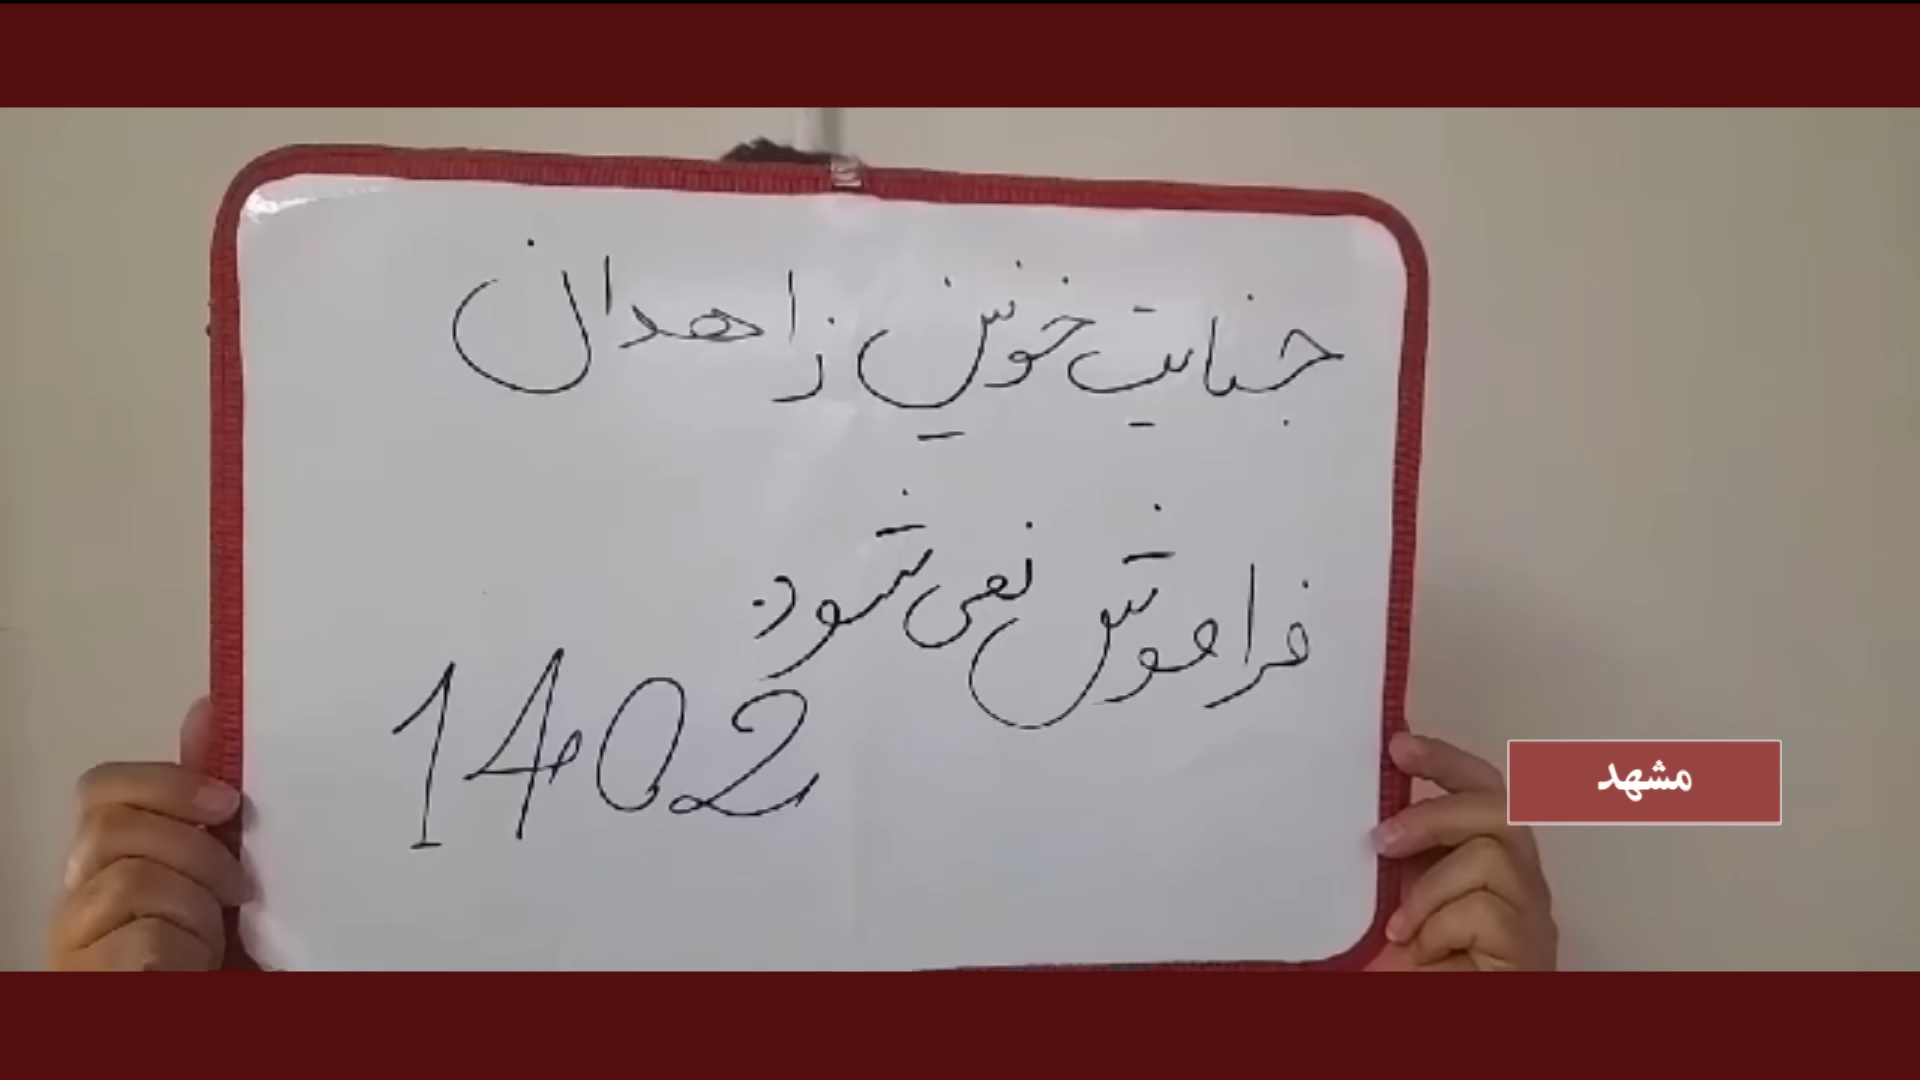 جنایت خونین زاهدان
فراموش نمی شود.
1402
مشهد